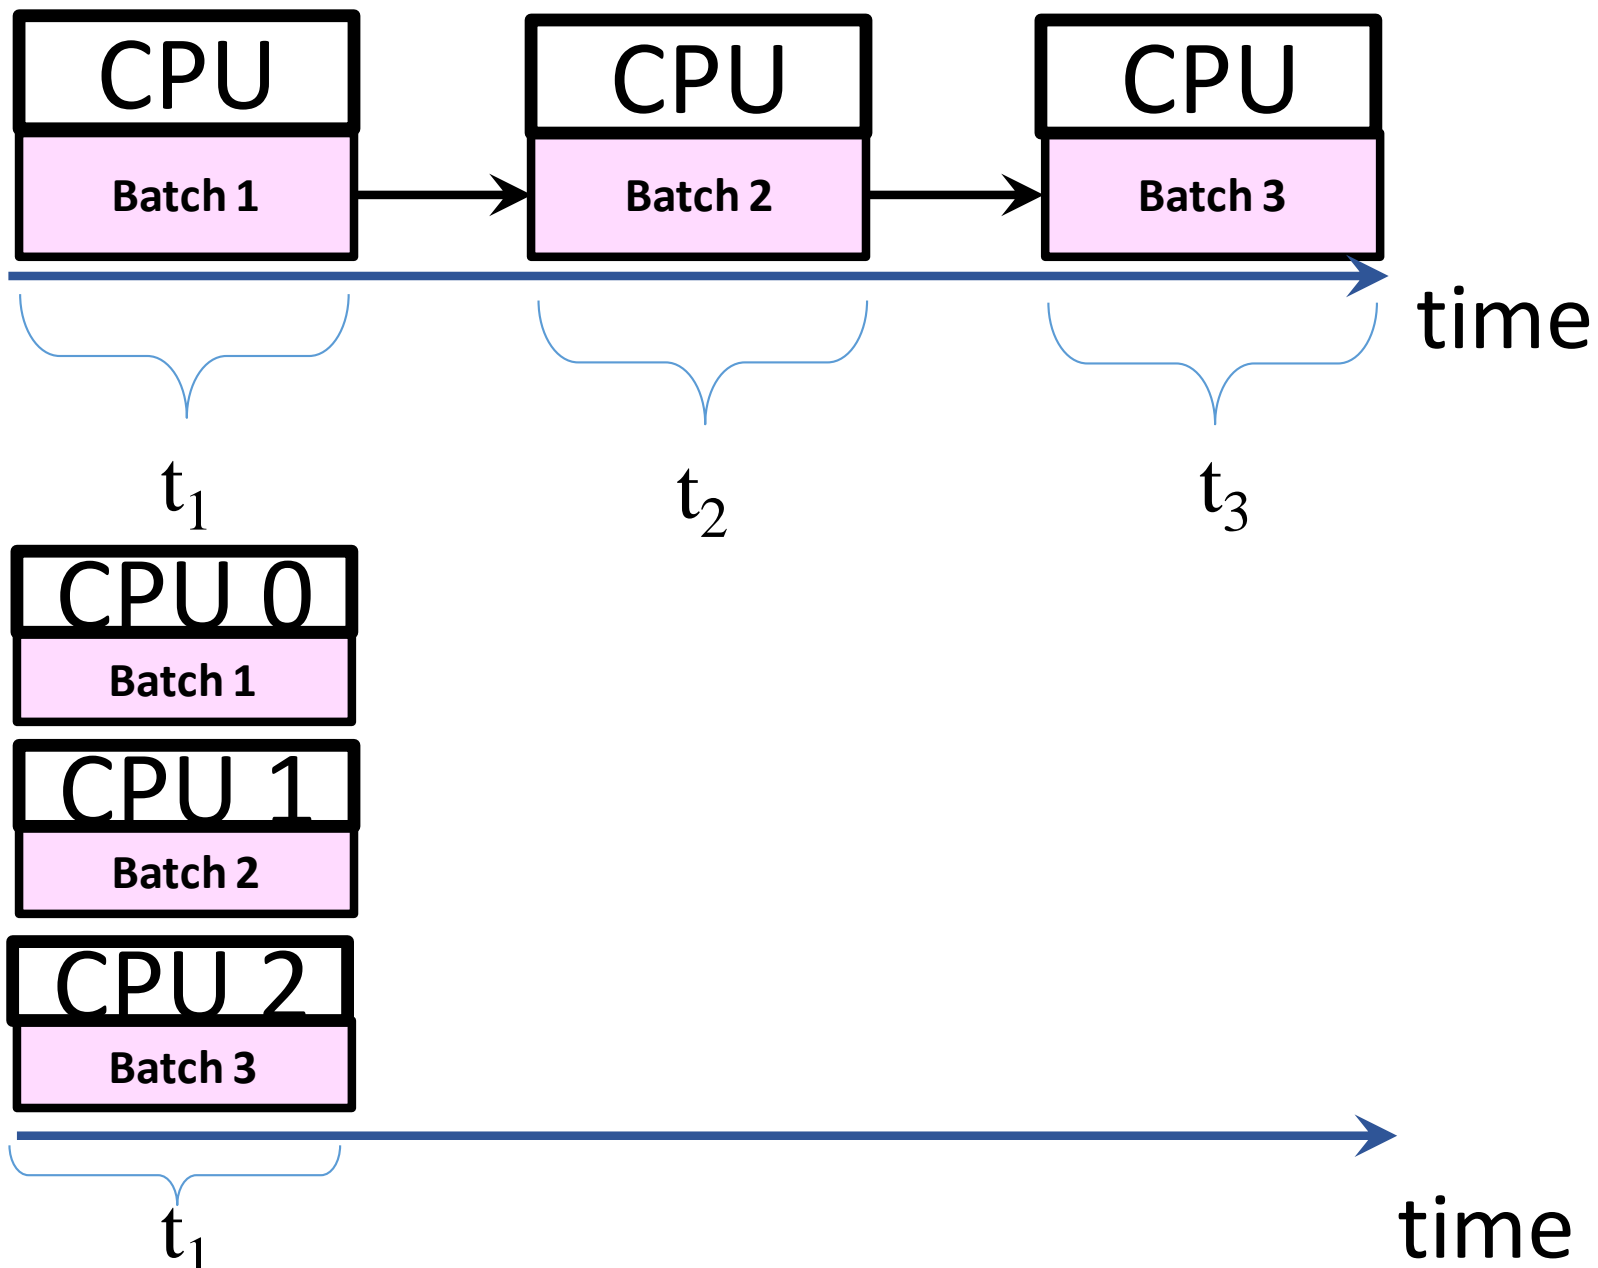 CPU CPU CPU
Batch 1 Batch 2 Batch 3
time
t1 t2 t3
CPU 0
Batch 1
CPU 1
Batch 2
CPU 2
Batch 3
t1
time